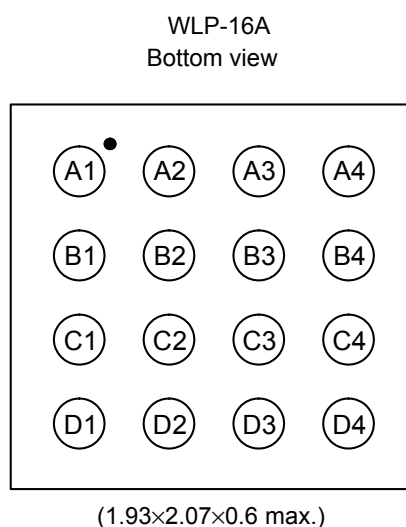 WLP-16A
Bottom view
A1 A2 A3 A4
B1 B2 B3 B4
C1 C2 C3 C4
D1 D2 D3 D4
(1.93×2.07×0.6 max.)